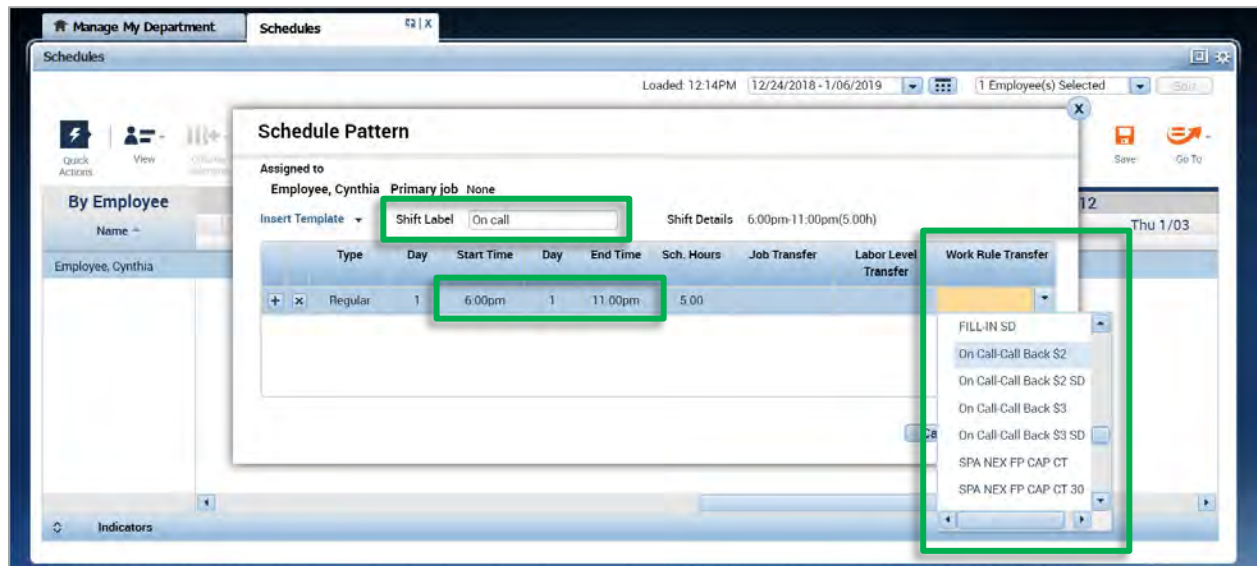 Manage My Department
Schedules
Schedules
Loaded: 12:14PM 12/24/2018 - 1/06/2019 1 Employee(s) Selected
Schedule Pattern
X
Quick Actions
View
Save
Go To
Assigned to
Employee, Cynthia Primary job None
By Employee
12
Insert Template Shift Label On call Shift Details 6:00pm-11:00pm(5.00h)
Name
Thu 1/03
Type Day Start Time Day End Time Sch. Hours Job Transfer Labor Level Transfer Work Rule Transfer
Employee, Cynthia
+ x Regular 1 6:00pm 1 11:00pm 5.00
FILL-IN SD
On Call-Call Back $2
On Call-Call Back $2 SD
On Call-Call Back $3
On Call-Call Back $3 SD
SPA NEX FP CAP CT
SPA NEX FP CAP CT 30
Indicators